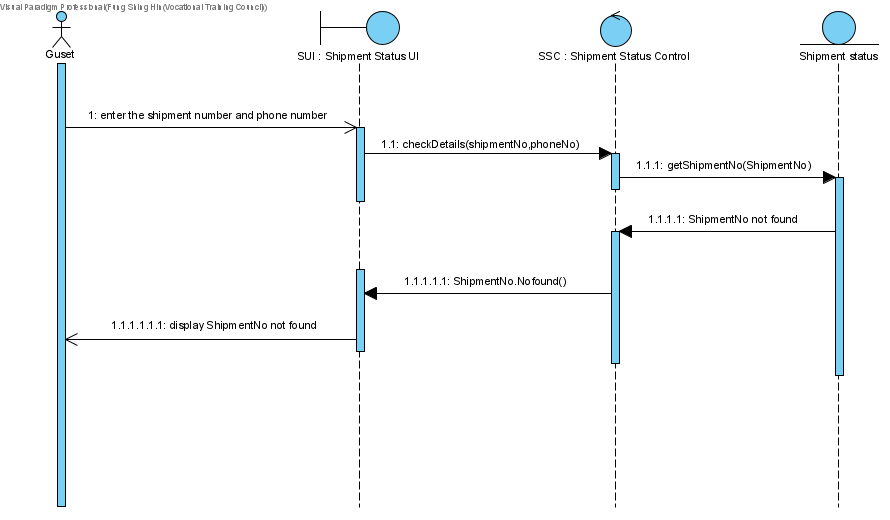 Visual Paradigm Professional(Fung Shing Hin(Vocational Training Council))
Guset
SUI : Shipment Status UI
SSC : Shipment Status Control
Shipment status
1: enter the shipment number and phone number
1.1: checkDetails(shipmentNo,phoneNo)
1.1.1: getShipmentNo(ShipmentNo)
1.1.1.1: ShipmentNo not found
1.1.1.1.1: ShipmentNo.Nofound()
1.1.1.1.1.1: display ShipmentNo not found